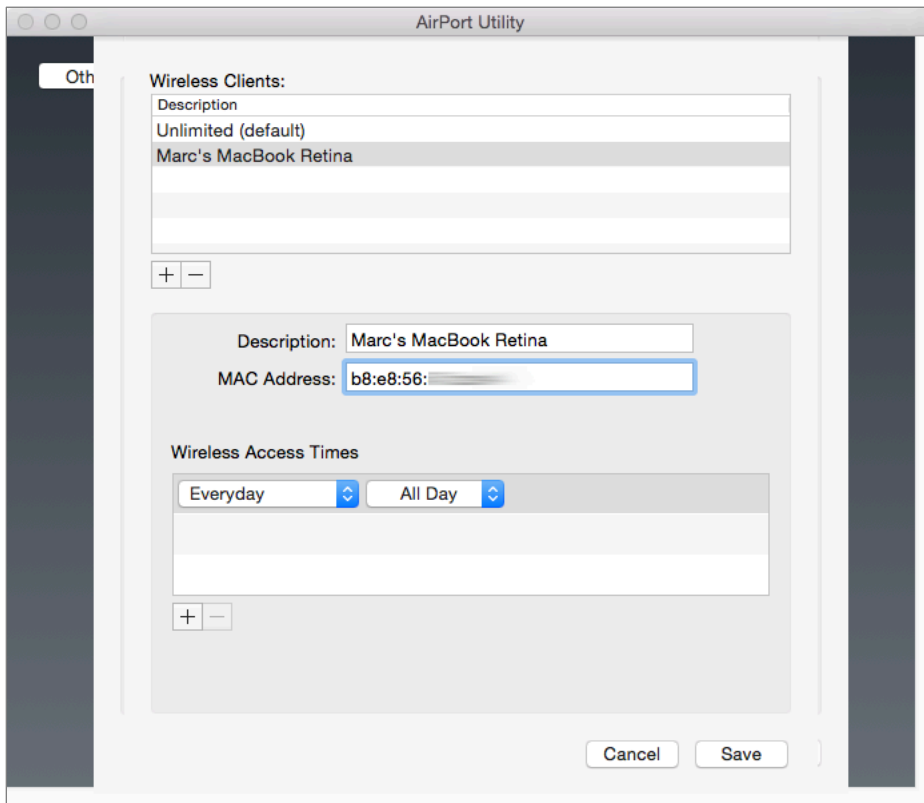 AirPort Utility
Oth
Wireless Clients:
Description
Unlimited (default)
Marc's MacBook Retina
Description: Marc's MacBook Retina
MAC Address: b8:e8:56:
Wireless Access Times
Everyday All Day
Cancel Save